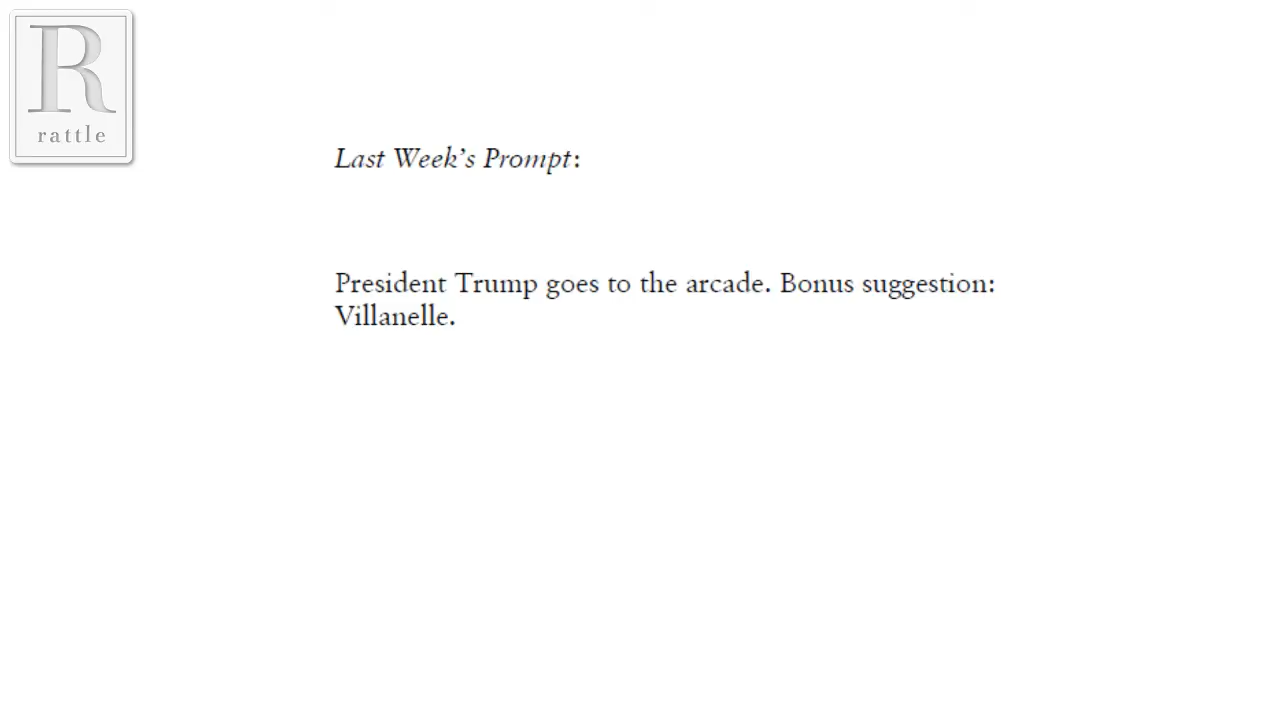 R
rattle
Last Week’s Prompt:
President Trump goes to the arcade. Bonus suggestion:
Villanelle.